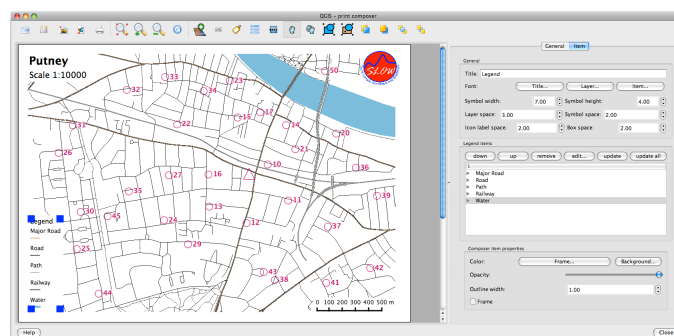 QGIS - print composer
Putney
Scale 1:10000
SLOW
33
32
34
23
50
31
22
15
17
14
20
26
21
10
27
16
36
35
39
30
45
24
13
11
12
37
25
29
43
38
42
41
44
Legend
Major Road
Road
Path
Railway
Water
0 100 200 300 400 500 m
General Item
General
Title: Legend
Font: Title... Layer... Item...
Symbol width: 7.00 Symbol height: 4.00
Layer space: 3.00 Symbol space: 2.00
Icon label space: 2.00 Box space: 2.00
Legend items
down up remove edit... update update all
1
Major Road
Road
Path
Railway
Water
Composer item properties
Color: Frame... Background...
Opacity:
Outline width: 1.00
Frame
Help Close